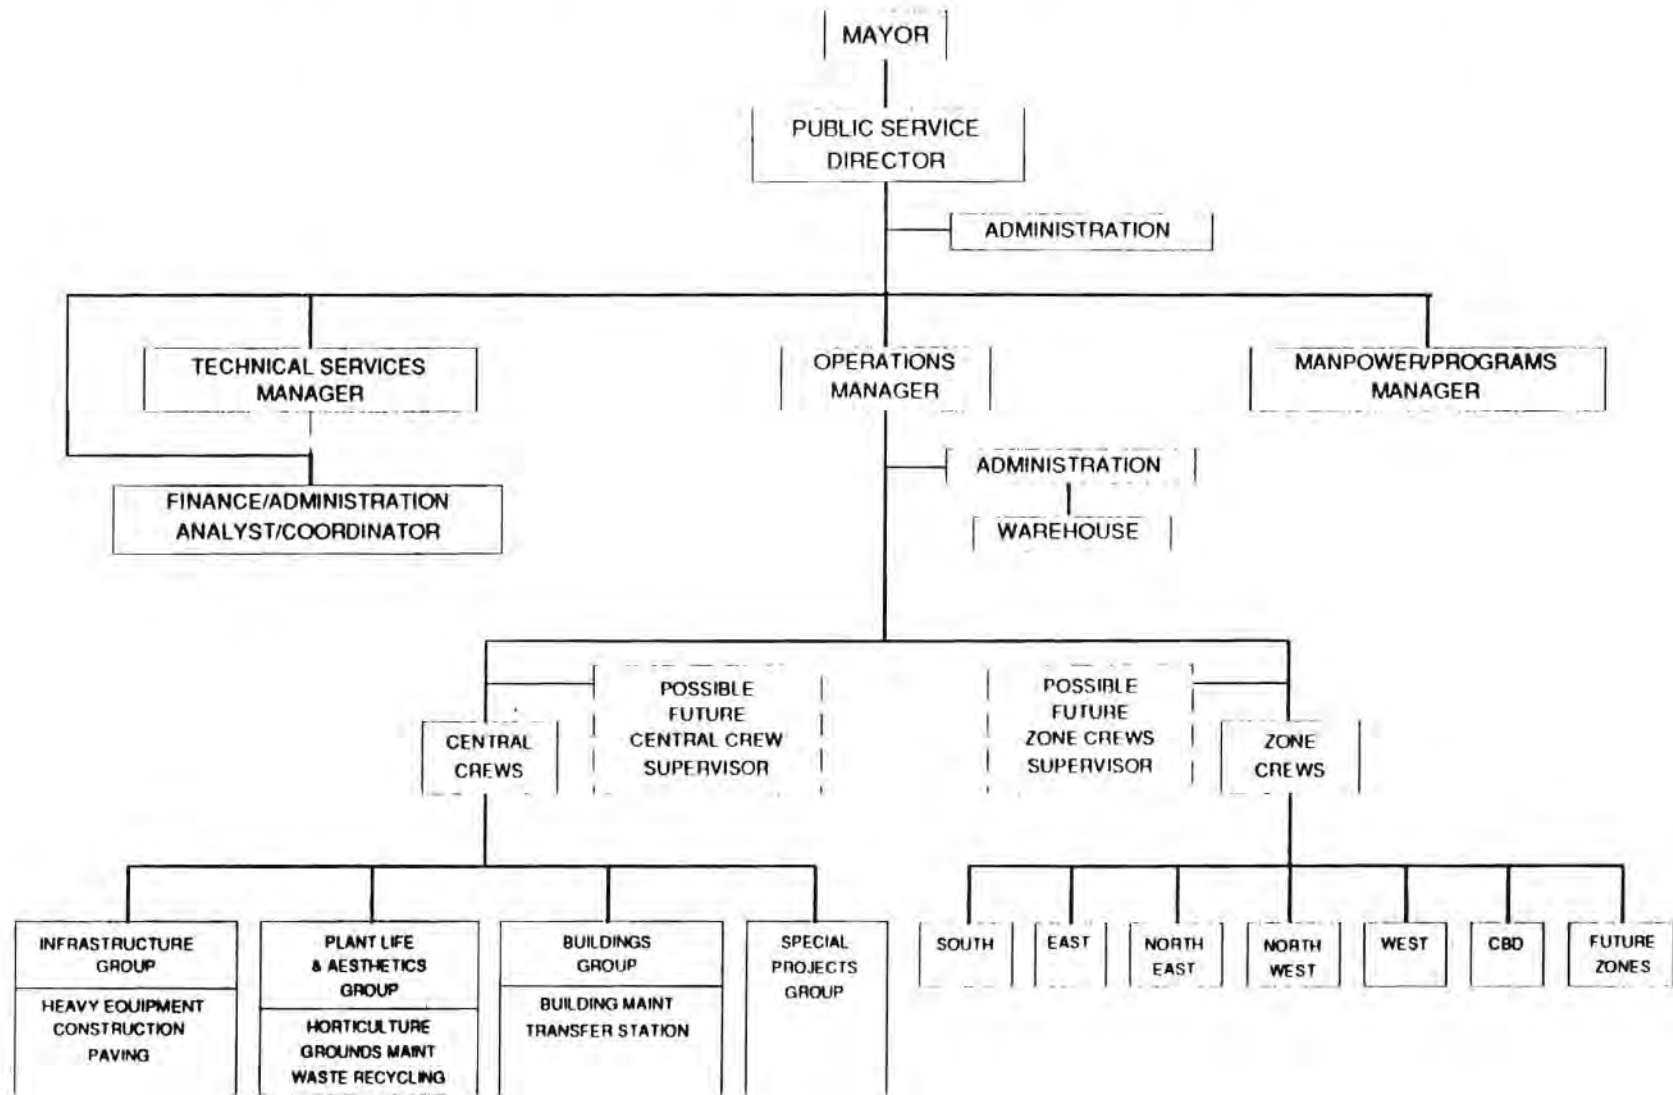 MAYOR
PUBLIC SERVICE
DIRECTOR
ADMINISTRATION
TECHNICAL SERVICES
MANAGER
OPERATIONS
MANAGER
MANPOWER/PROGRAMS
MANAGER
FINANCE/ADMINISTRATION
ANALYST/COORDINATOR
ADMINISTRATION
WAREHOUSE
CENTRAL
CREWS
POSSIBLE
FUTURE
CENTRAL CREW
SUPERVISOR
POSSIBLE
FUTURE
ZONE CREWS
SUPERVISOR
ZONE
CREWS
INFRASTRUCTURE
GROUP
HEAVY EQUIPMENT
CONSTRUCTION
PAVING
PLANT LIFE
& AESTHETICS
GROUP
HORTICULTURE
GROUNDS MAINT
WASTE RECYCLING
BUILDINGS
GROUP
BUILDING MAINT
TRANSFER STATION
SPECIAL
PROJECTS
GROUP
SOUTH
EAST
NORTH
EAST
NORTH
WEST
WEST
CBD
FUTURE
ZONES